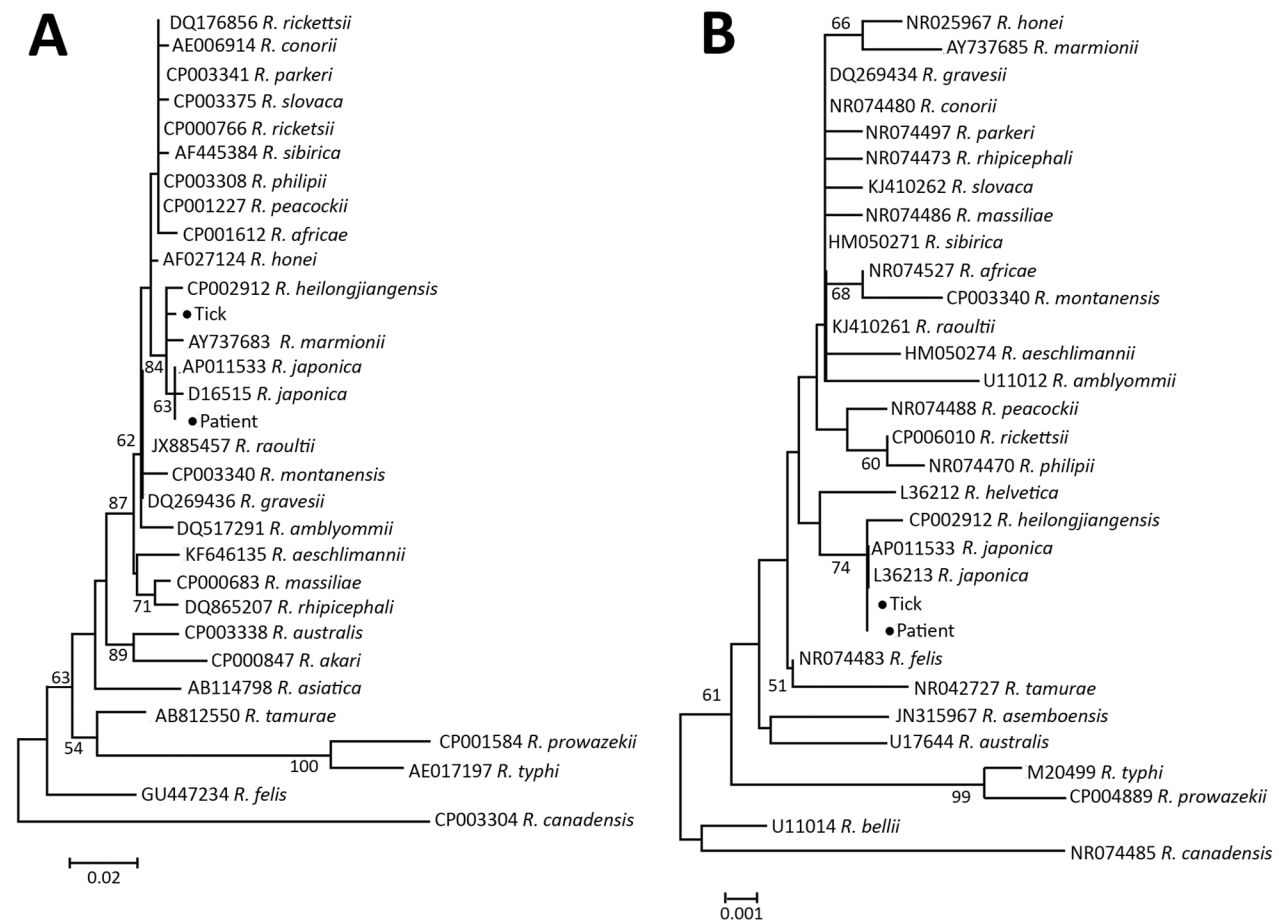 A
DQ176856 R. rickettsii
AE006914 R. conorii
CP003341 R. parkeri
CP003375 R. slovaca
CP000766 R. ricketsii
AF445384 R. sibirica
CP003308 R. philipii
CP001227 R. peacockii
CP001612 R. africae
AF027124 R. honei
CP002912 R. heilongjiangensis
●Tick
AY737683 R. marmionii
84
AP011533 R. japonica
D16515 R. japonica
63
●Patient
62
JX885457 R. raoultii
CP003340 R. montanensis
87
DQ269436 R. gravesii
DQ517291 R. amblyommii
KF646135 R. aeschlimannii
CP000683 R. massiliae
71
DQ865207 R. rhipicephali
CP003338 R. australis
89
CP000847 R. akari
63
AB114798 R. asiatica
AB812550 R. tamurae
54
CP001584 R. prowazekii
100
AE017197 R. typhi
GU447234 R. felis
CP003304 R. canadensis
0.02
B
66
NR025967 R. honei
AY737685 R. marmionii
DQ269434 R. gravesii
NR074480 R. conorii
NR074497 R. parkeri
NR074473 R. rhipicephali
KJ410262 R. slovaca
NR074486 R. massiliae
HM050271 R. sibirica
NR074527 R. africae
68
CP003340 R. montanensis
KJ410261 R. raoultii
HM050274 R. aeschlimannii
U11012 R. amblyommii
NR074488 R. peacockii
CP006010 R. rickettsii
60
NR074470 R. philipii
L36212 R. helvetica
CP002912 R. heilongjiangensis
AP011533 R. japonica
74
L36213 R. japonica
●Tick
●Patient
NR074483 R. felis
51
NR042727 R. tamurae
61
JN315967 R. asemboensis
U17644 R. australis
M20499 R. typhi
99
CP004889 R. prowazekii
U11014 R. bellii
NR074485 R. canadensis
0.001